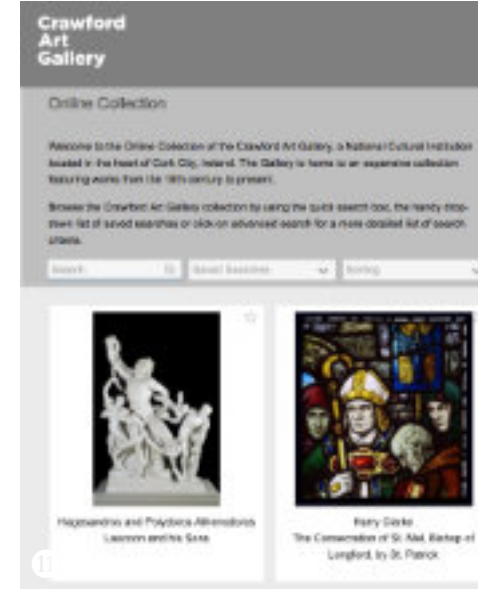 Crawford
Art
Gallery
Online Collection
Welcome to the Online Collection of the Crawford Art Gallery, a National Cultural Institution
located in the heart of Cork City, Ireland. The Gallery is home to an expansive collection
featuring works from the 18th century to present.
Browse the Crawford Art Gallery collection by using the quick search box, the handy drop-
down list of saved searches or click on advanced search for a more detailed list of search
criteria.
Search
Saved Searches
Sorting
Hagesandros and Polydoros Athenodoros
Laocoon and his Sons
Harry Clarke
The Consecration of St. Mel, Bishop of
Longford, by St. Patrick